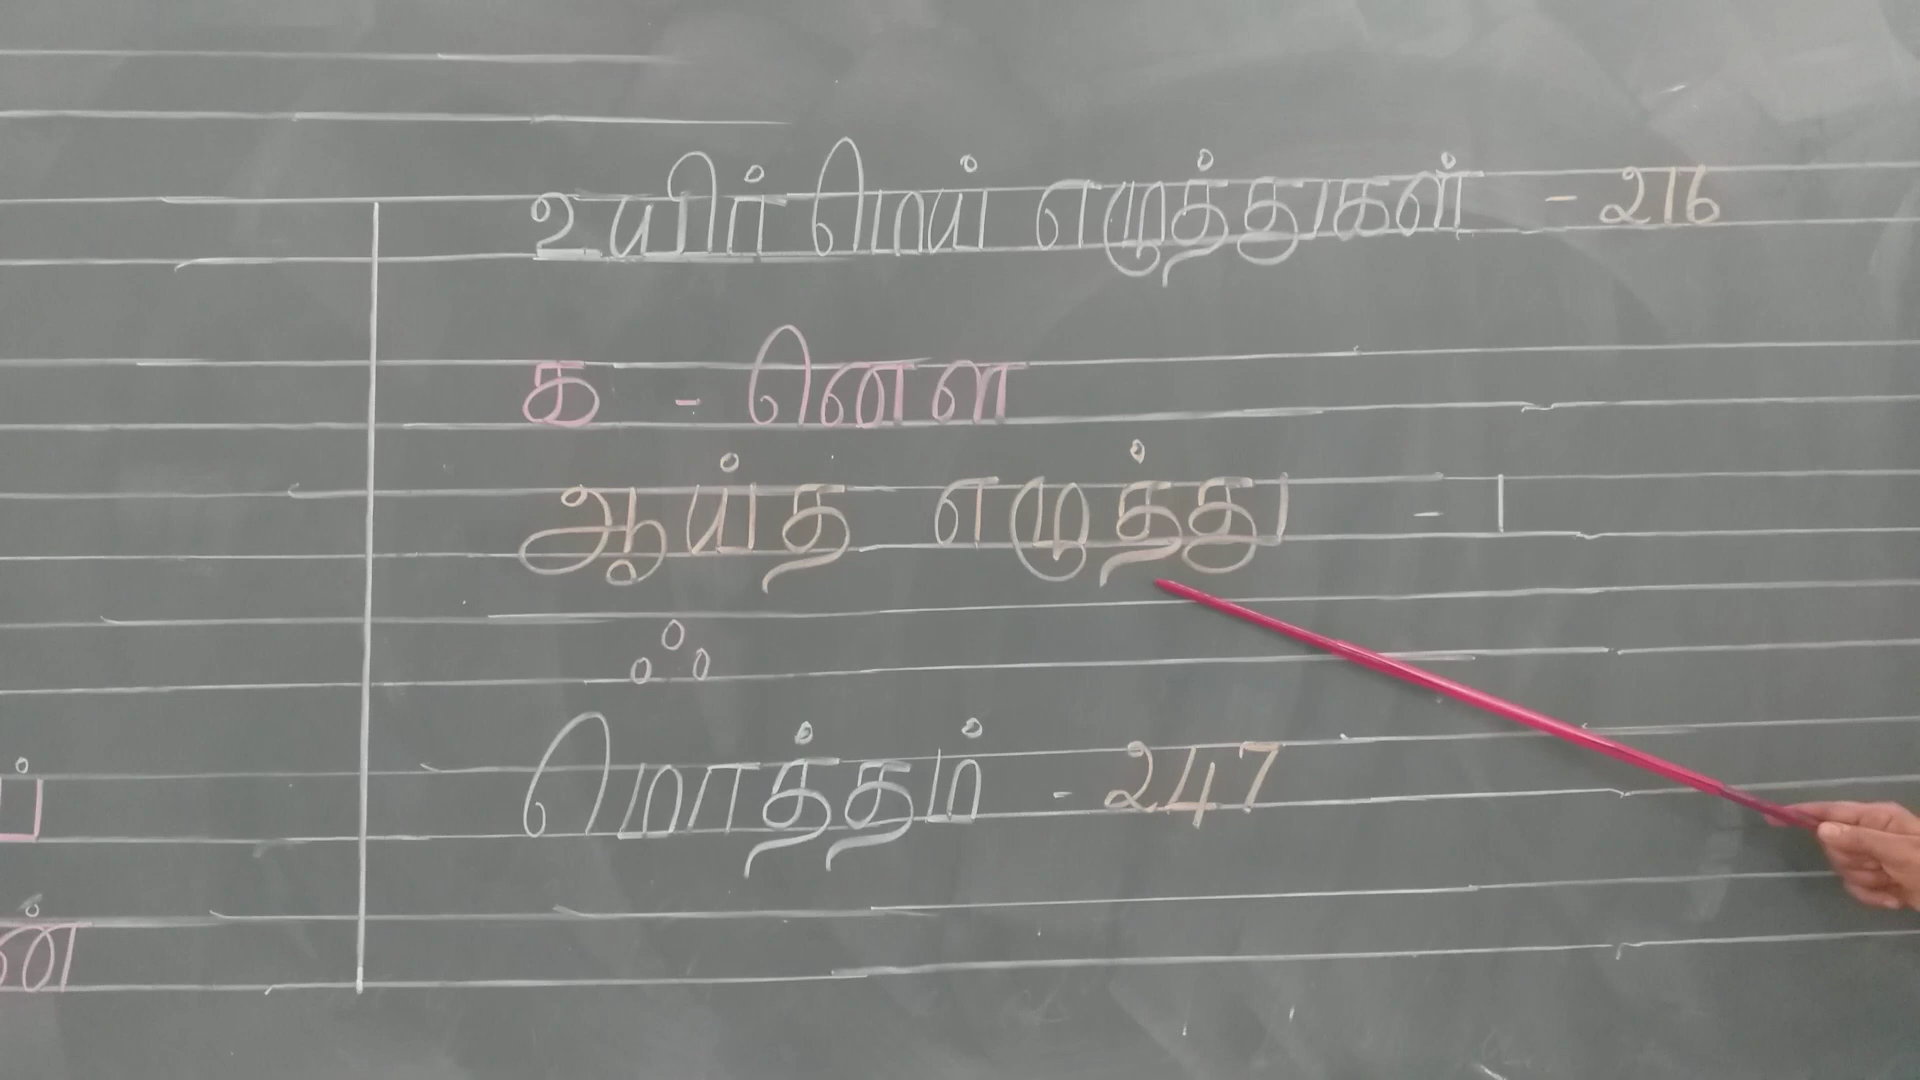 உயிர்மெய் எழுத்துகள் - 216
க - னௌ
ஆய்த எழுத்து - 1
ஃ
மொத்தம் - 247
ப்
ன்